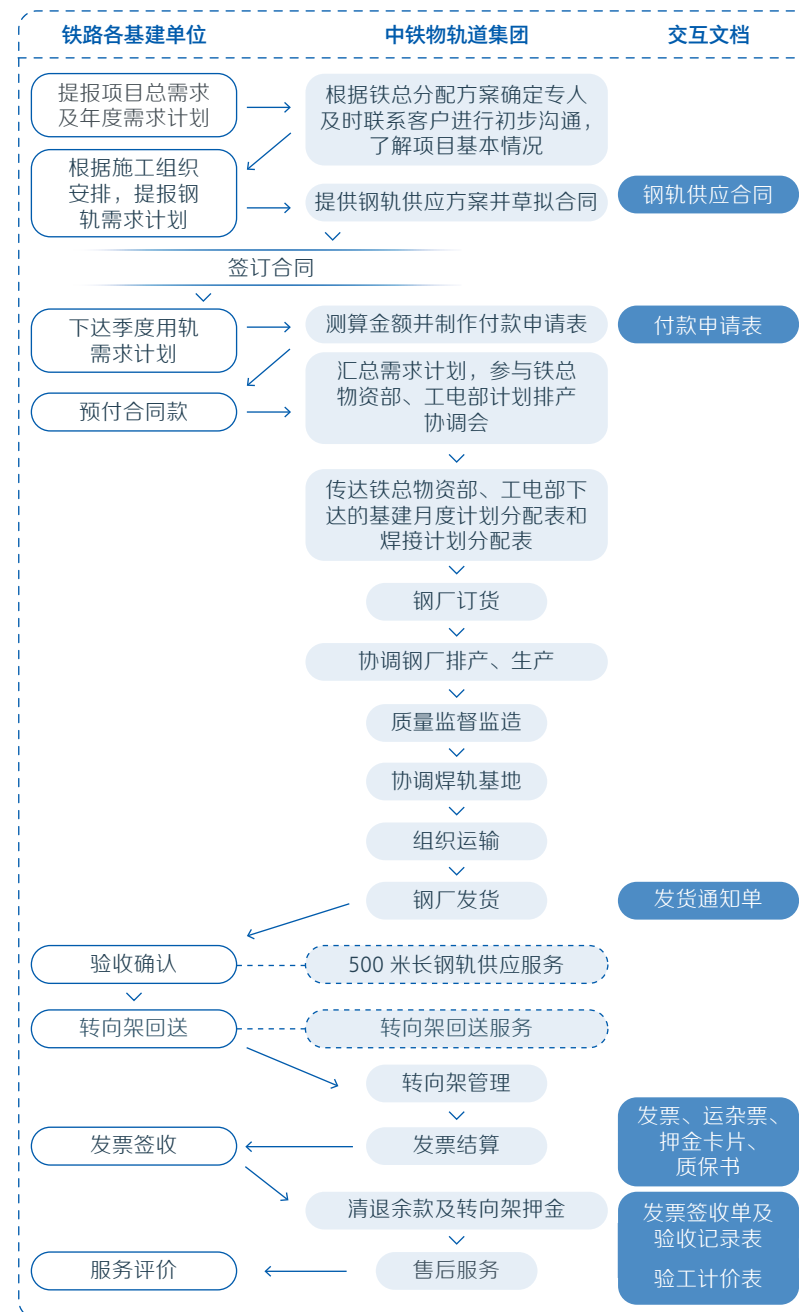 铁路各基建单位
中铁物轨道集团
交互文档
提报项目总需求
及年度需求计划
根据铁总分配方案确定专人
及时联系客户进行初步沟通，
了解项目基本情况
根据施工组织
安排，提报钢
轨需求计划
提供钢轨供应方案并草拟合同
钢轨供应合同
签订合同
下达季度用轨
需求计划
测算金额并制作付款申请表
付款申请表
预付合同款
汇总需求计划，参与铁总
物资部、工电部计划排产
协调会
传达铁总物资部、工电部下
达的基建月度计划分配表和
焊接计划分配表
钢厂订货
协调钢厂排产、生产
质量监督监造
协调焊轨基地
组织运输
钢厂发货
发货通知单
验收确认
500 米长钢轨供应服务
转向架回送
转向架回送服务
转向架管理
发票签收
发票结算
发票、运杂票、
押金卡片、
质保书
清退余款及转向架押金
发票签收单及
验收记录表
服务评价
售后服务
验工计价表